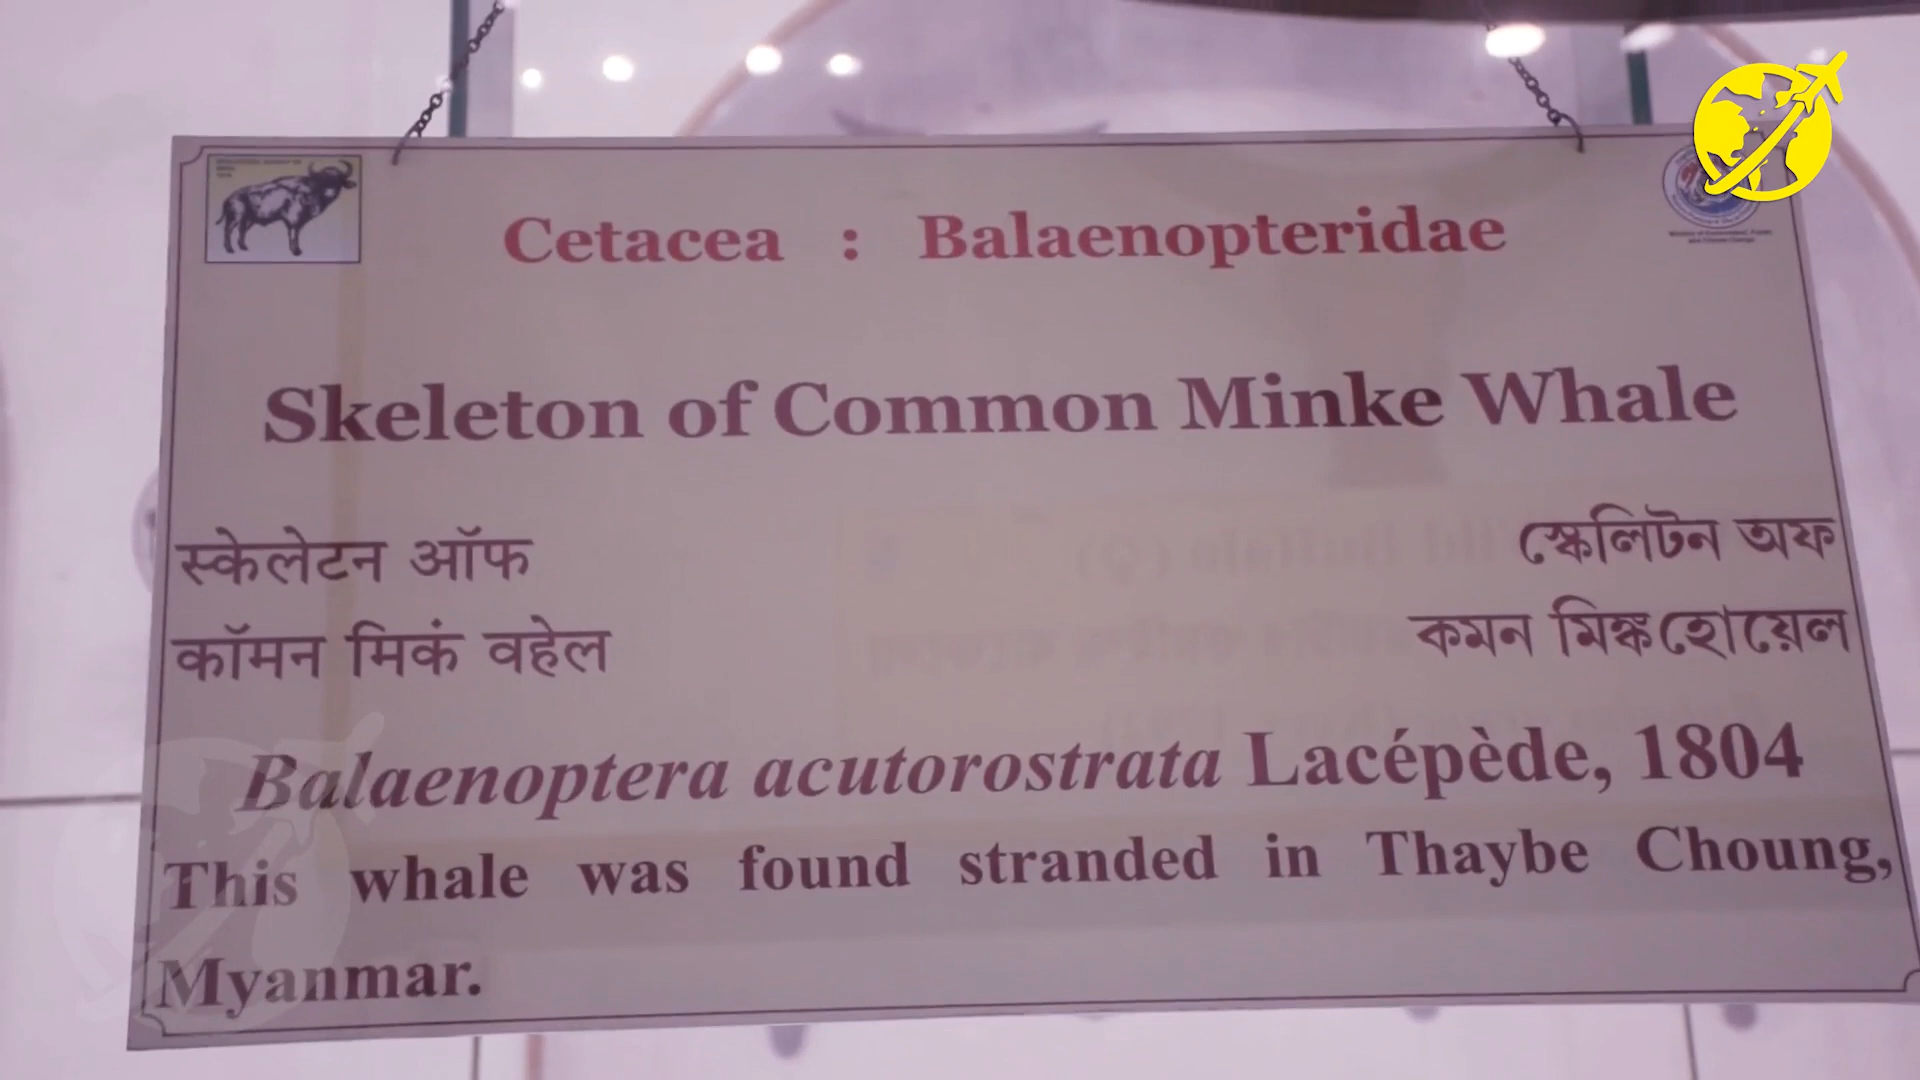 Cetacea : Balaenopteridae
Skeleton of Common Minke Whale
स्केलेटन ऑफ
कॉमन मिकं वहेल
স্কেলিটন অফ
কমন মিঙ্ক হোয়েল
Balaenoptera acutorostrata Lacépède, 1804
This whale was found stranded in Thaybe Choung,
Myanmar.